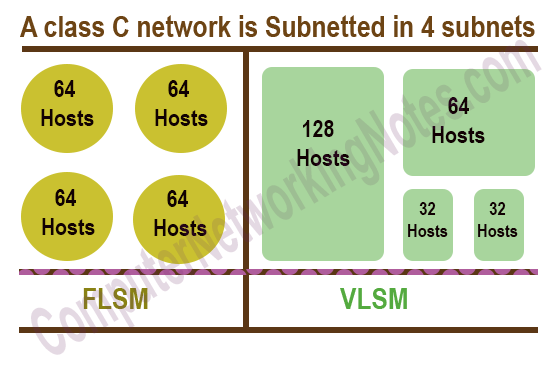 A class C network is Subnetted in 4 subnets
64
Hosts
64
Hosts
64
Hosts
64
Hosts
FLSM
128
Hosts
64
Hosts
32
Hosts
32
Hosts
VLSM
ComputerNetworkingNotes.com